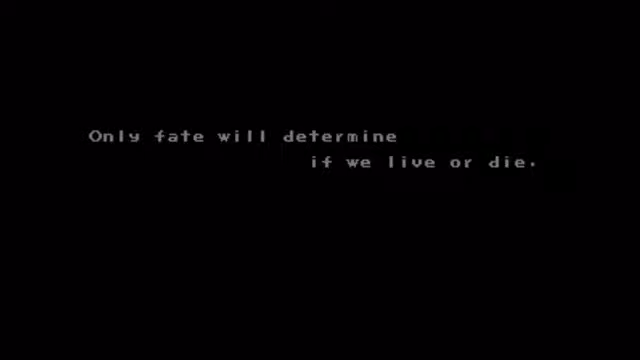 Only fate will determine
if we live or die.